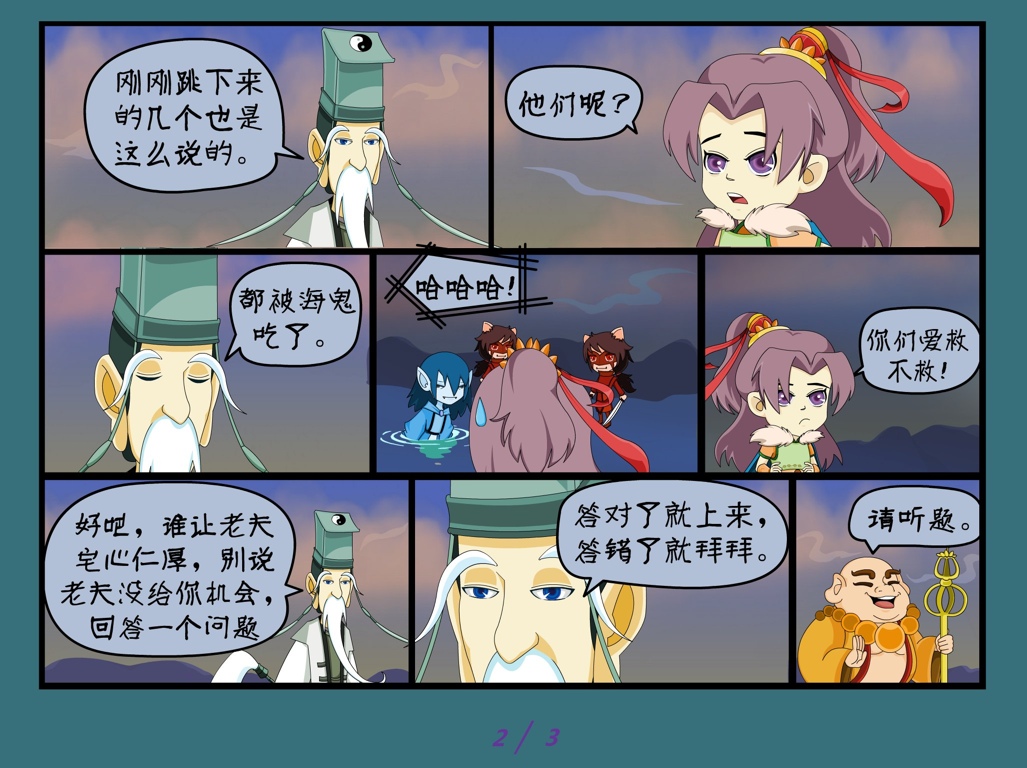 刚刚跳下来
的几个也是
这么说的。
他们呢？
都被海鬼
吃了。
哈哈哈！
你们爱救
不救！
好吧，谁让老夫
宅心仁厚，别说
老夫没给你机会，
回答一个问题
答对了就上来，
答错了就拜拜。
请听题。
2 / 3